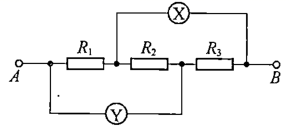 X
R₁ R₂ R₃
A B
Y